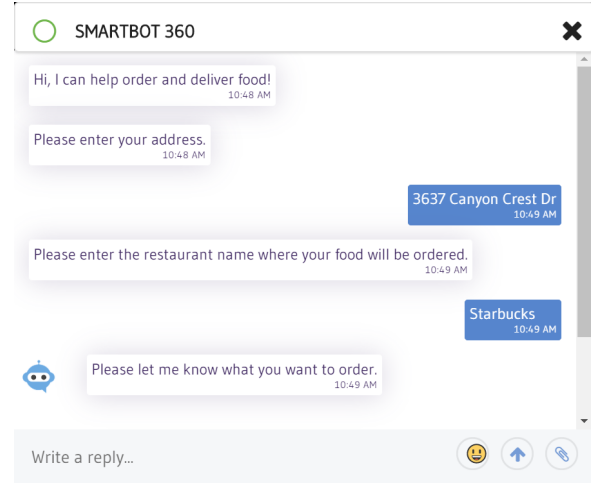 SMARTBOT 360
Hi, I can help order and deliver food!
10:48 AM
Please enter your address.
10:48 AM
3637 Canyon Crest Dr
10:49 AM
Please enter the restaurant name where your food will be ordered.
10:49 AM
Starbucks
10:49 AM
Please let me know what you want to order.
10:49 AM
Write a reply...